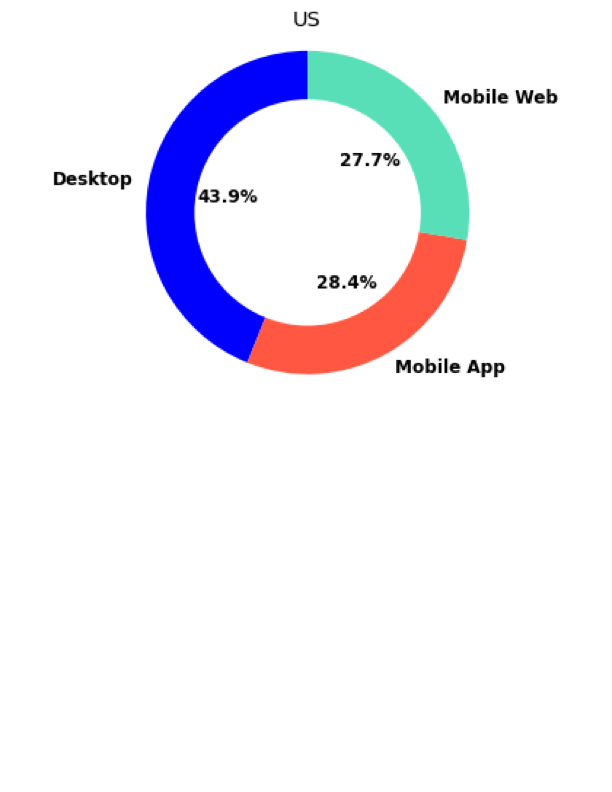 US
Mobile Web
27.7%
Desktop
43.9%
28.4%
Mobile App